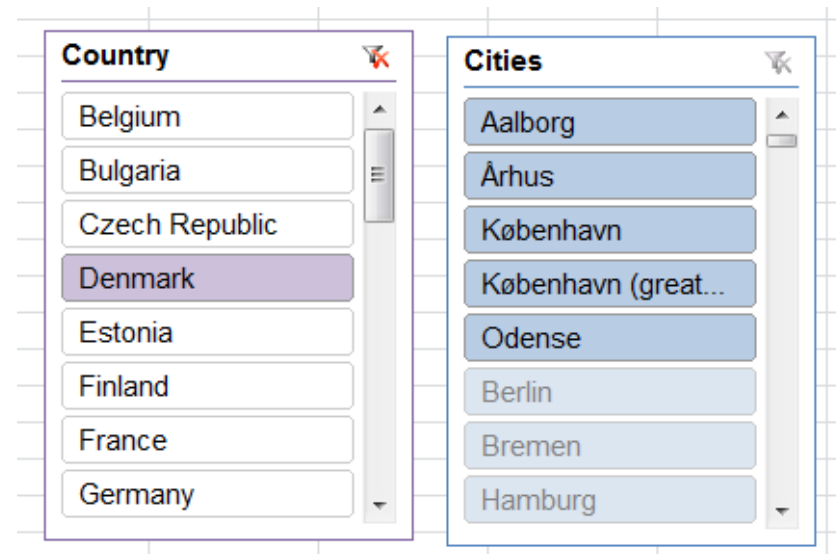 Country
Belgium
Bulgaria
Czech Republic
Denmark
Estonia
Finland
France
Germany
Cities
Aalborg
Århus
København
København (great...
Odense
Berlin
Bremen
Hamburg